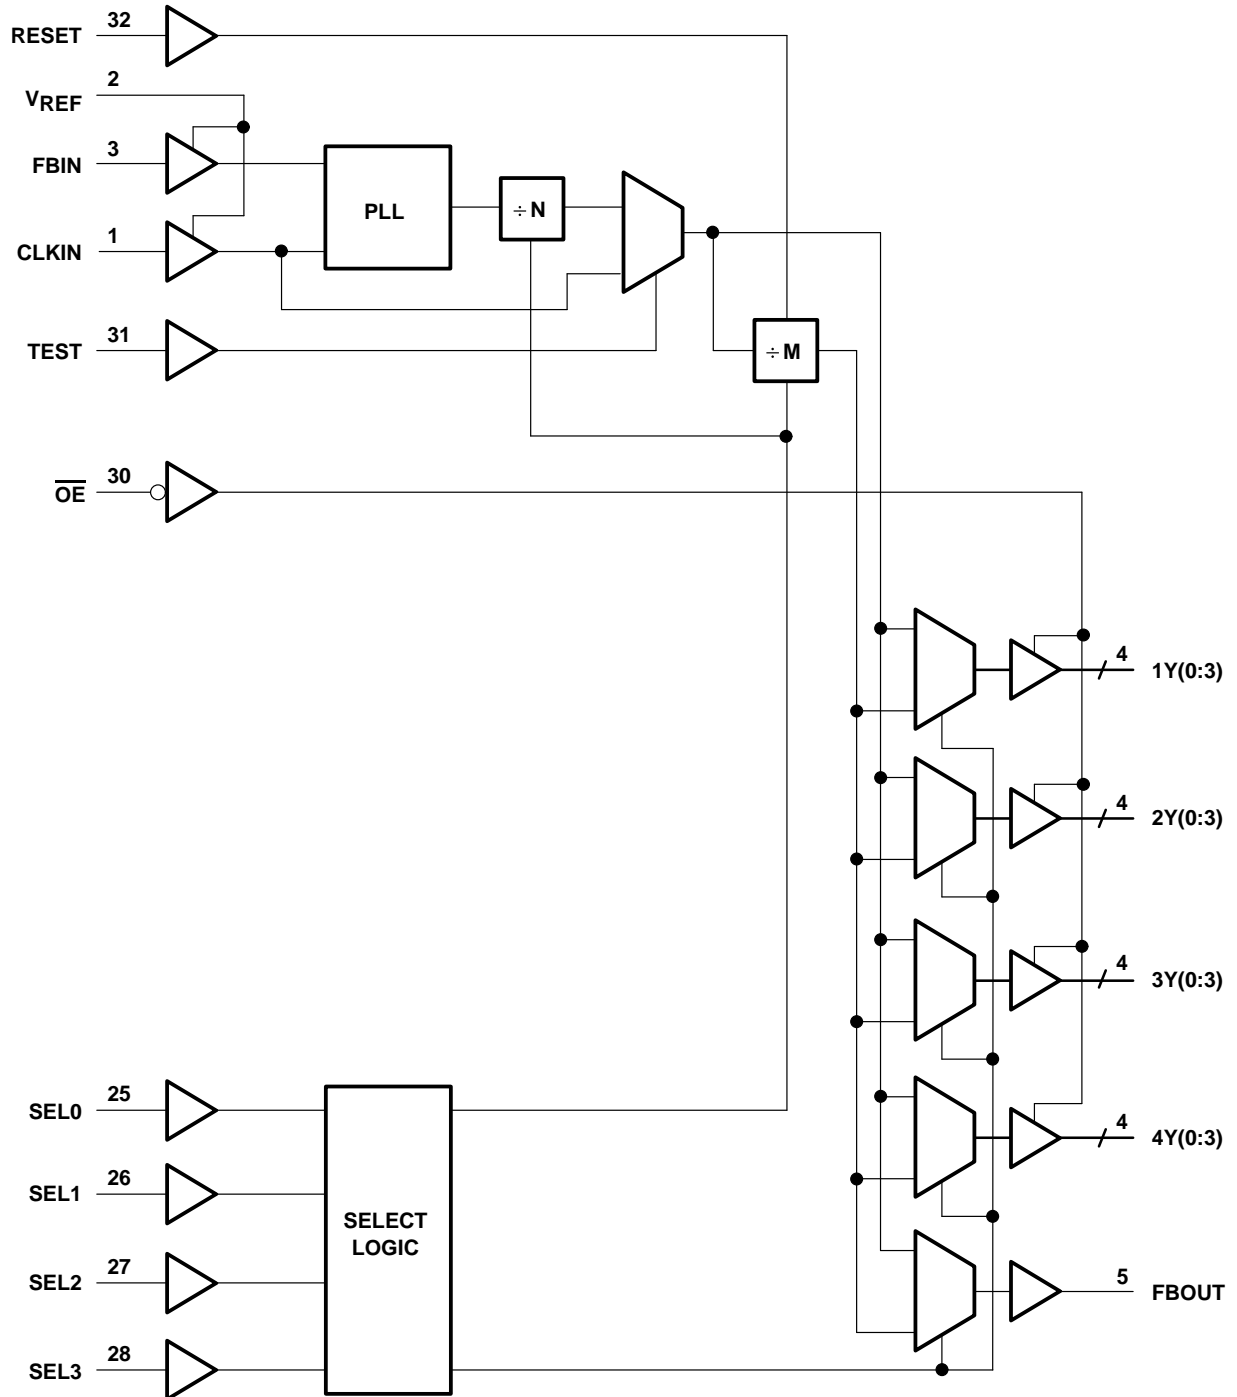 RESET 32
VREF 2
FBIN 3
PLL
÷N
CLKIN 1
TEST 31
÷M
OE 30
4 1Y(0:3)
4 2Y(0:3)
4 3Y(0:3)
SEL0 25
4 4Y(0:3)
SEL1 26
SELECT
LOGIC
SEL2 27
5 FBOUT
SEL3 28